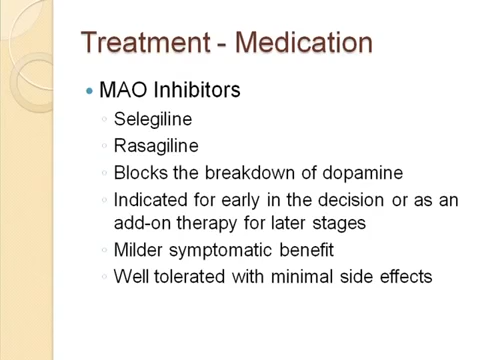 Treatment - Medication
• MAO Inhibitors
◦ Selegiline
◦ Rasagiline
◦ Blocks the breakdown of dopamine
◦ Indicated for early in the decision or as an
add-on therapy for later stages
◦ Milder symptomatic benefit
◦ Well tolerated with minimal side effects